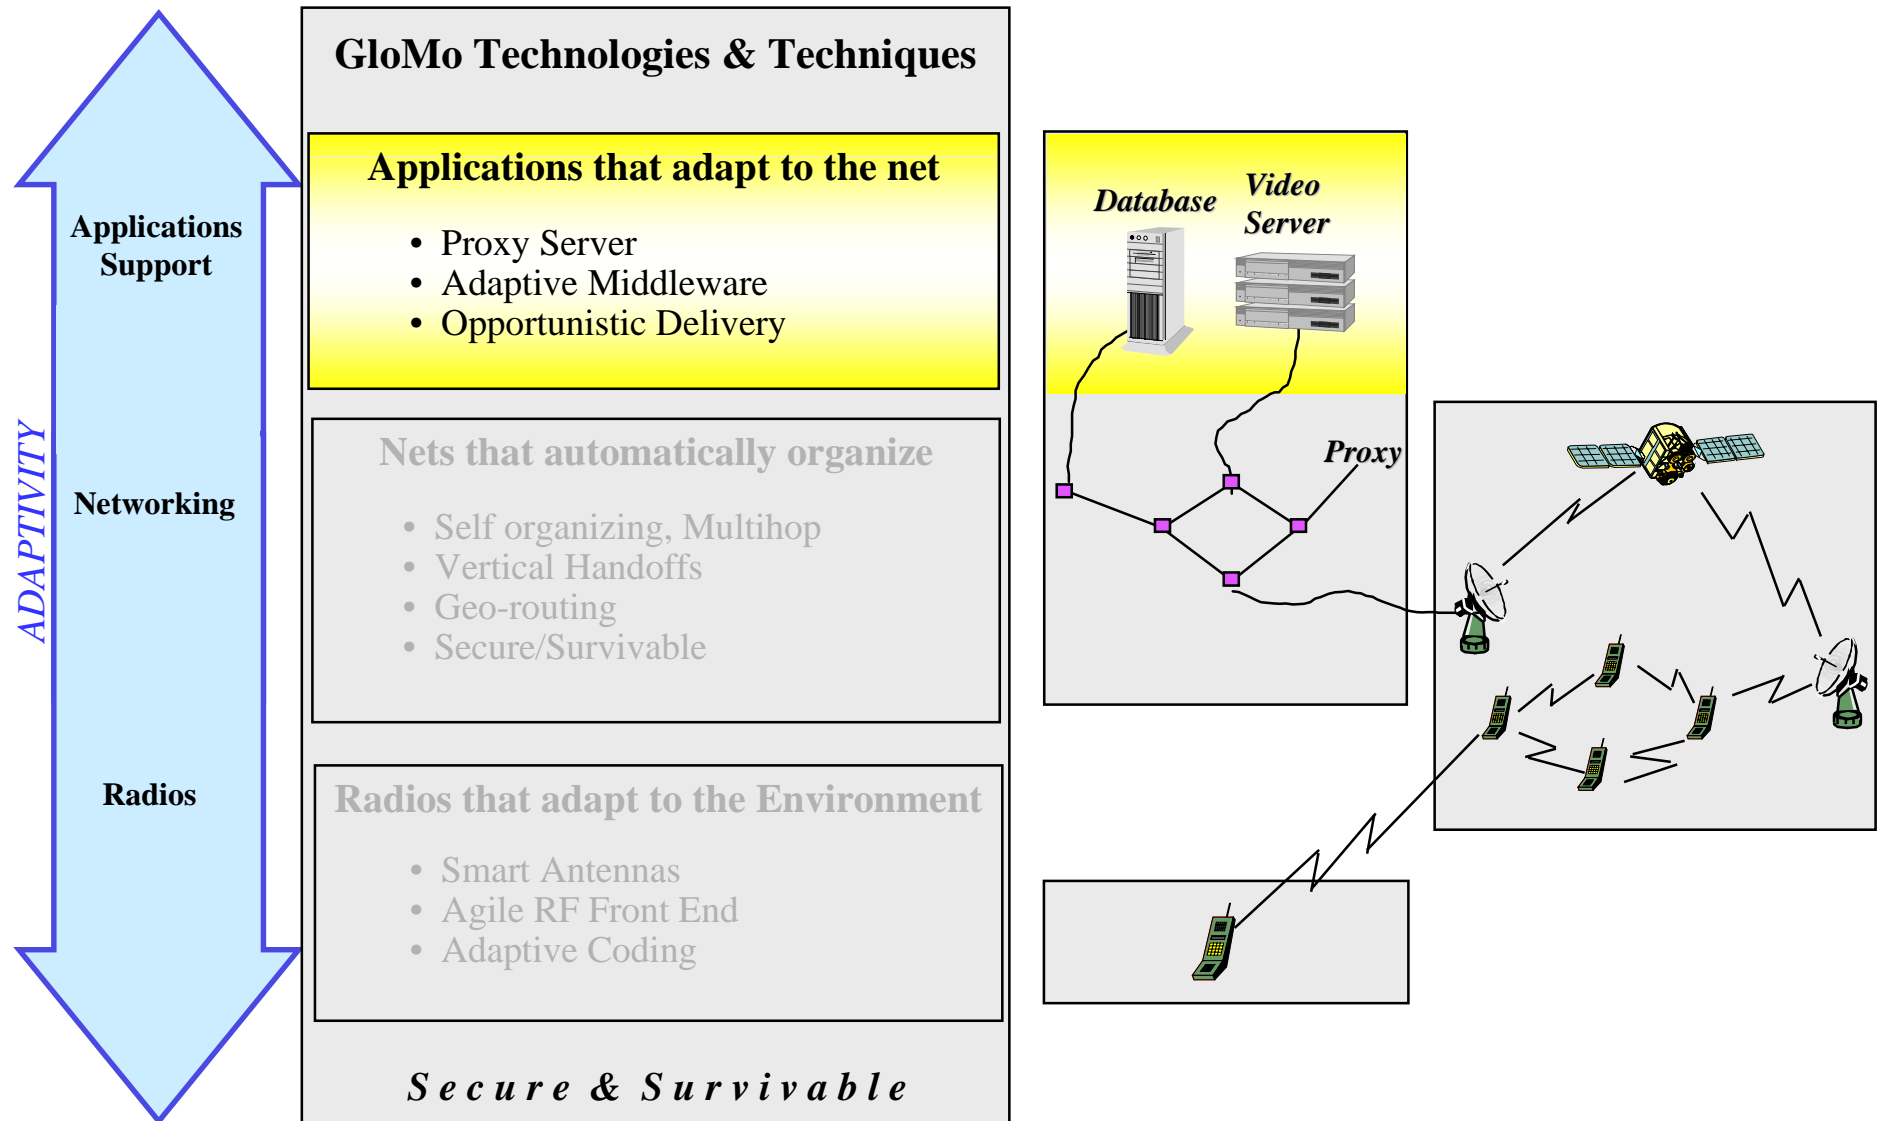 GloMo Technologies & Techniques
Applications that adapt to the net
• Proxy Server
• Adaptive Middleware
• Opportunistic Delivery
Nets that automatically organize
• Self organizing, Multihop
• Vertical Handoffs
• Geo-routing
• Secure/Survivable
Radios that adapt to the Environment
• Smart Antennas
• Agile RF Front End
• Adaptive Coding
Secure & Survivable
ADAPTIVITY
Applications
Support
Networking
Radios
Database
Video
Server
Proxy